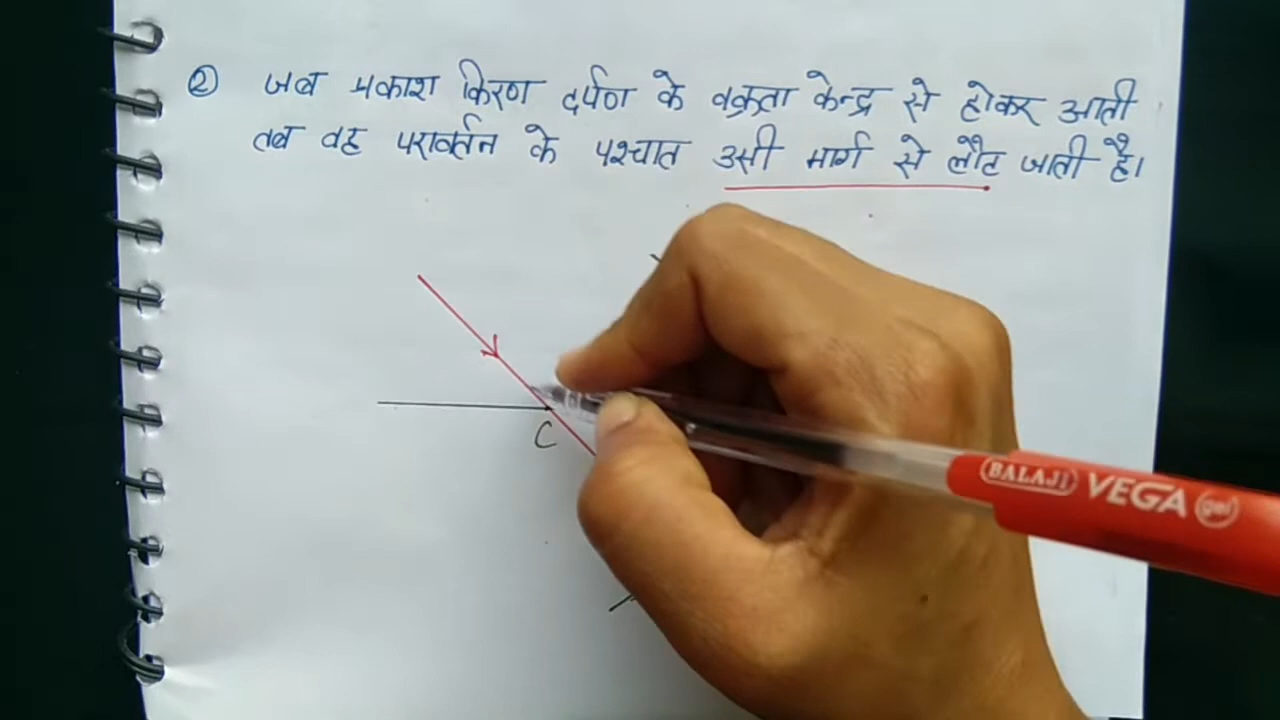 ② जब प्रकाश किरण दर्पण के वक्रता केन्द्र से होकर आती
तब वह परावर्तन के पश्चात उसी मार्ग से लौट जाती है।
C
BALAJI VEGA gel